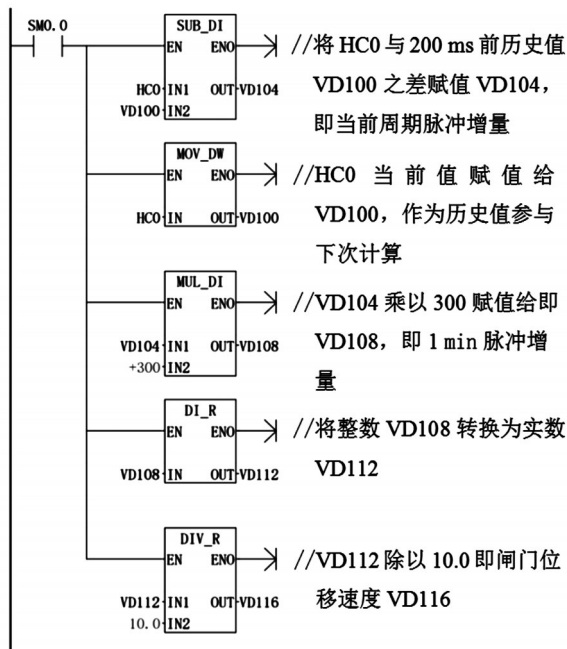 SM0.0
SUB_DI
EN ENO
HC0 IN1 OUT VD104
VD100 IN2
//将 HC0 与 200 ms 前历史值
VD100 之差赋值 VD104，
即当前周期脉冲增量
MOV_DW
EN ENO
HC0 IN OUT VD100
//HC0 当前值赋值给
VD100，作为历史值参与
下次计算
MUL_DI
EN ENO
VD104 IN1 OUT VD108
+300 IN2
//VD104 乘以 300 赋值给即
VD108，即 1 min 脉冲增
量
DI_R
EN ENO
VD108 IN OUT VD112
//将整数 VD108 转换为实数
VD112
DIV_R
EN ENO
VD112 IN1 OUT VD116
10.0 IN2
//VD112 除以 10.0 即闸门位
移速度 VD116